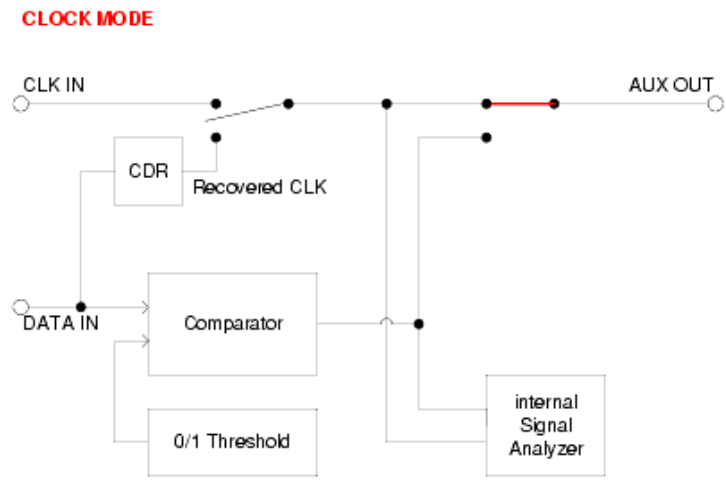 CLOCK MODE
CLK IN
AUX OUT
CDR
Recovered CLK
DATA IN
Comparator
0/1 Threshold
internal
Signal
Analyzer